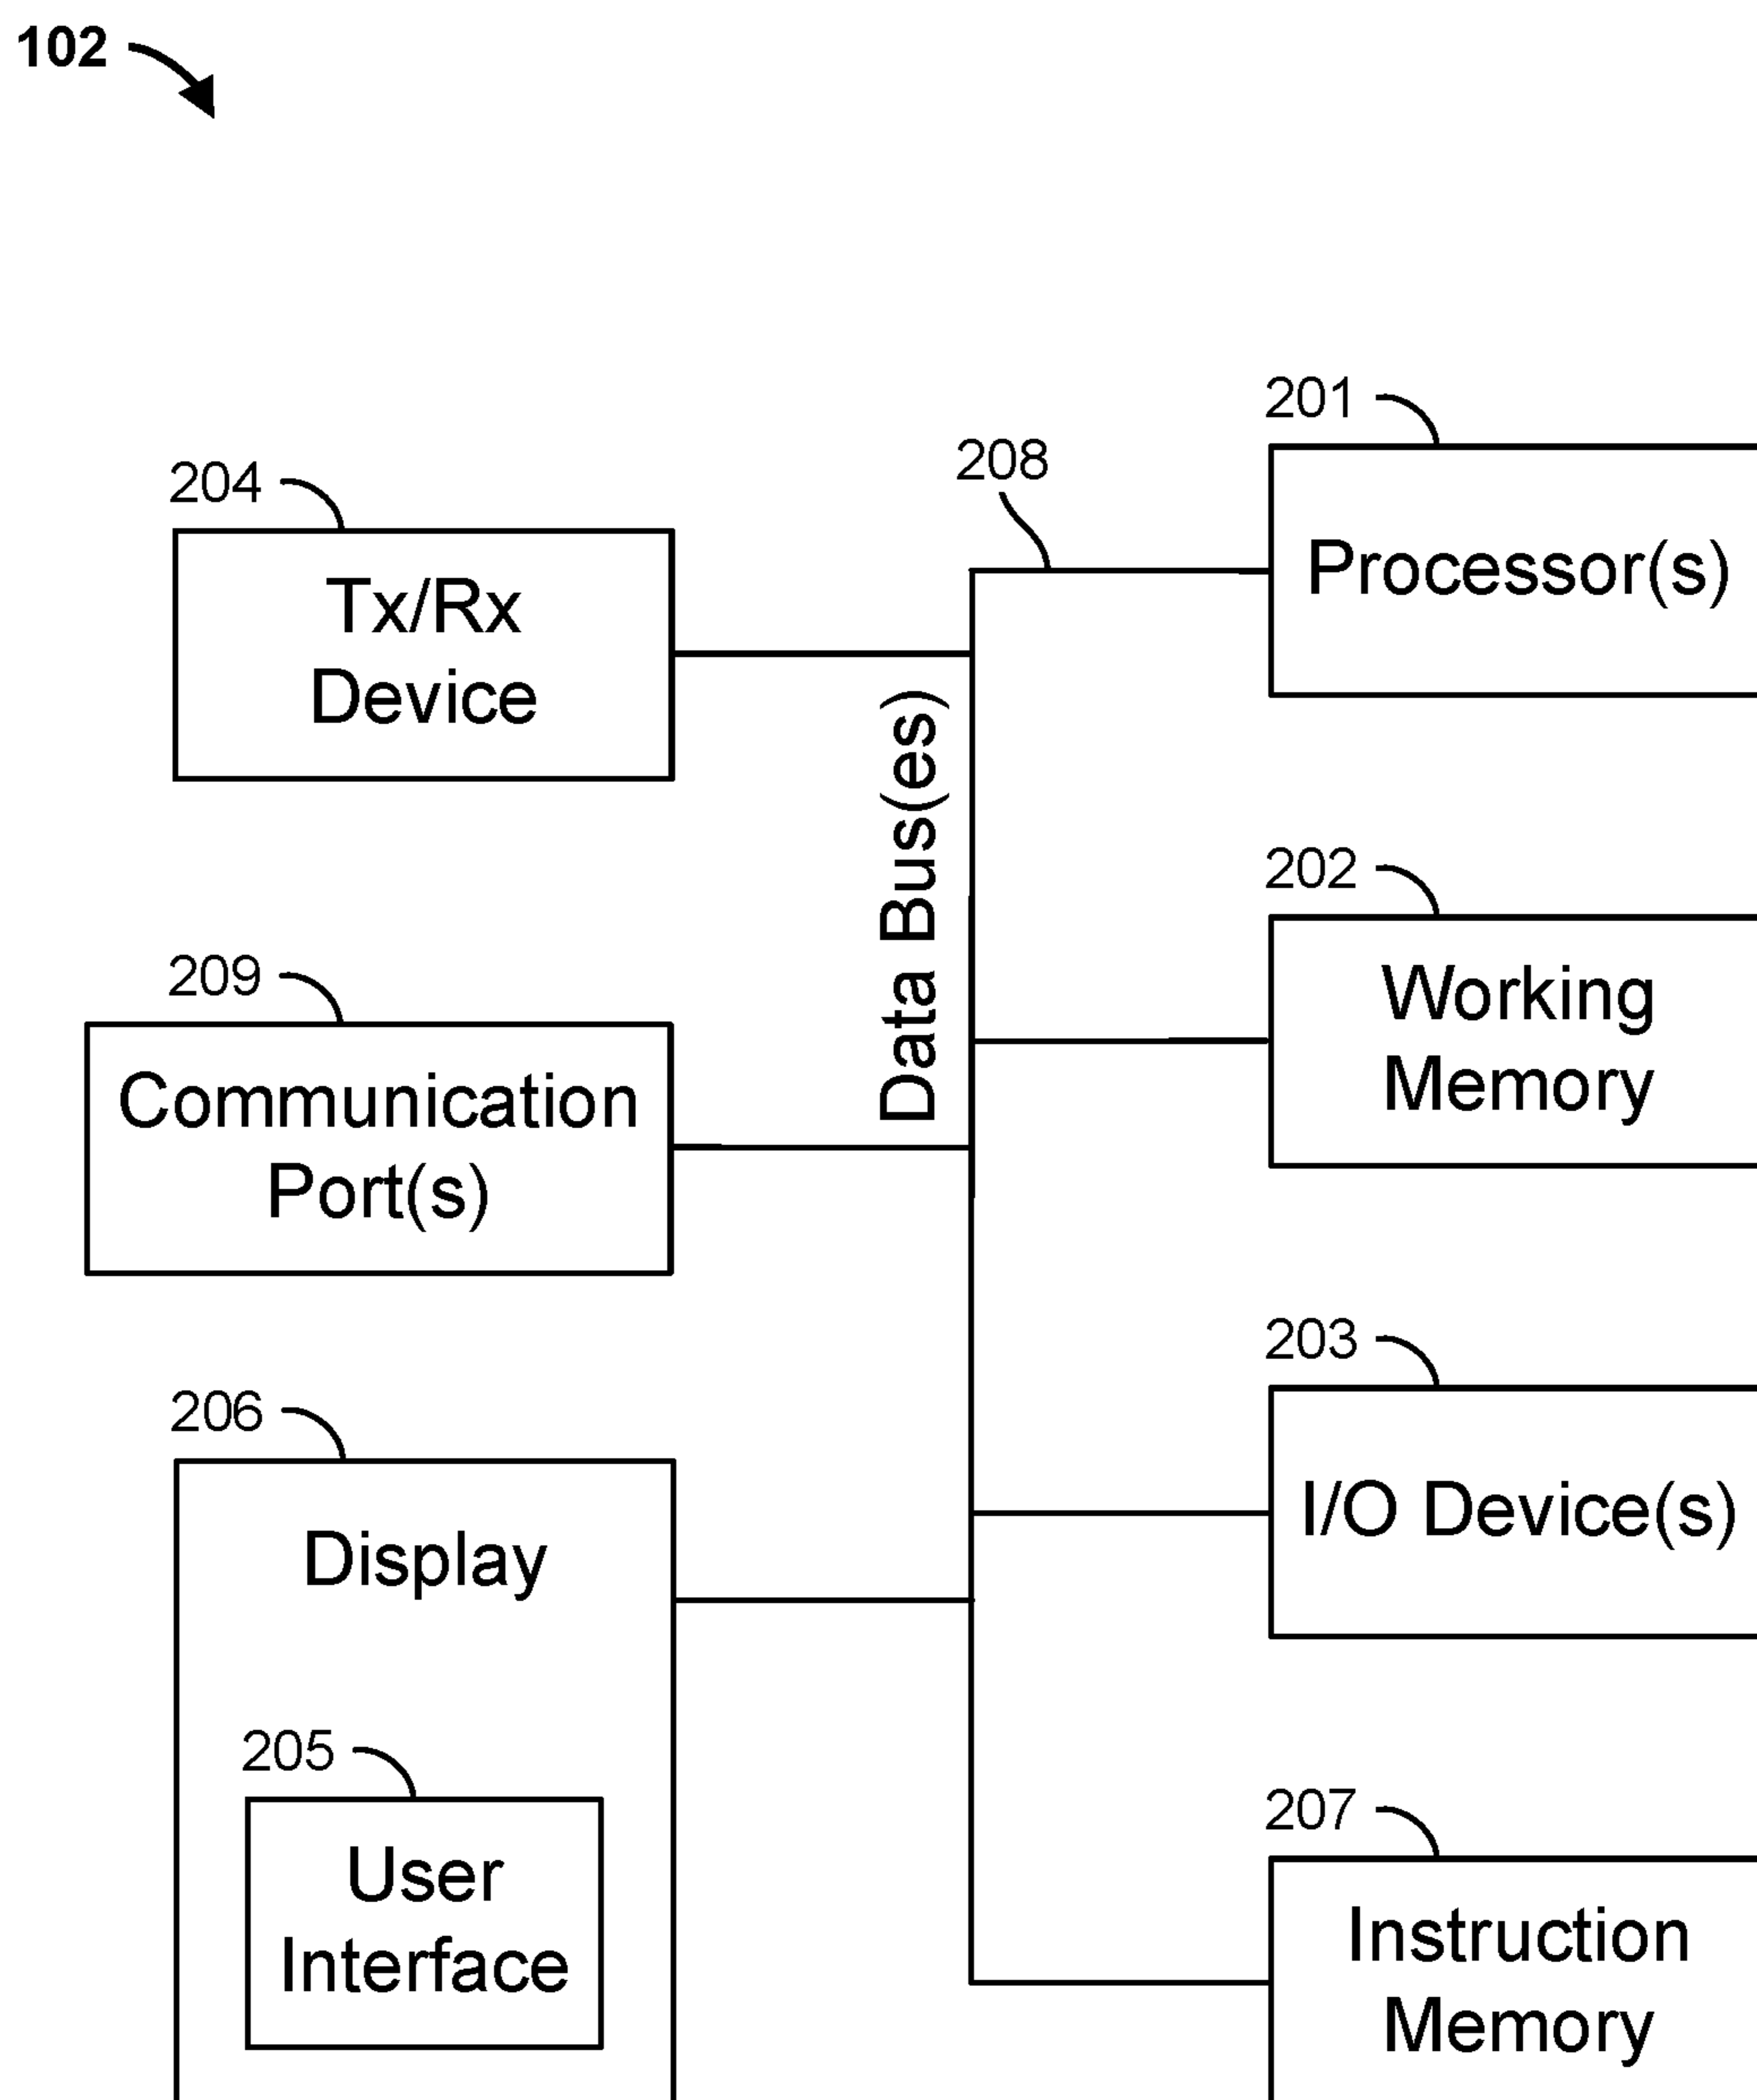 102
201
208
204
Processor(s)
Tx/Rx
Device
Data Bus(es)
202
209
Working
Memory
Communication
Port(s)
203
206
I/O Device(s)
Display
205
207
User
Interface
Instruction
Memory